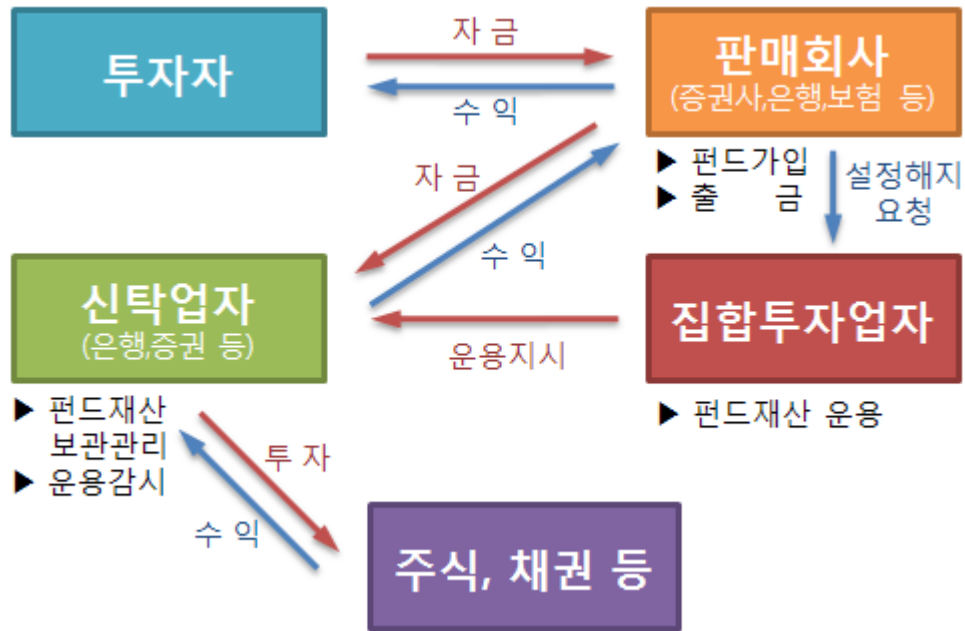 투자자
자 금
수 익
판매회사
(증권사,은행,보험 등)
▶ 펀드가입
▶ 출 금
설정해지
요청
자 금
수 익
신탁업자
(은행,증권 등)
운용지시
집합투자업자
▶ 펀드재산
보관관리
▶ 운용감시
▶ 펀드재산 운용
투 자
수 익
주식, 채권 등